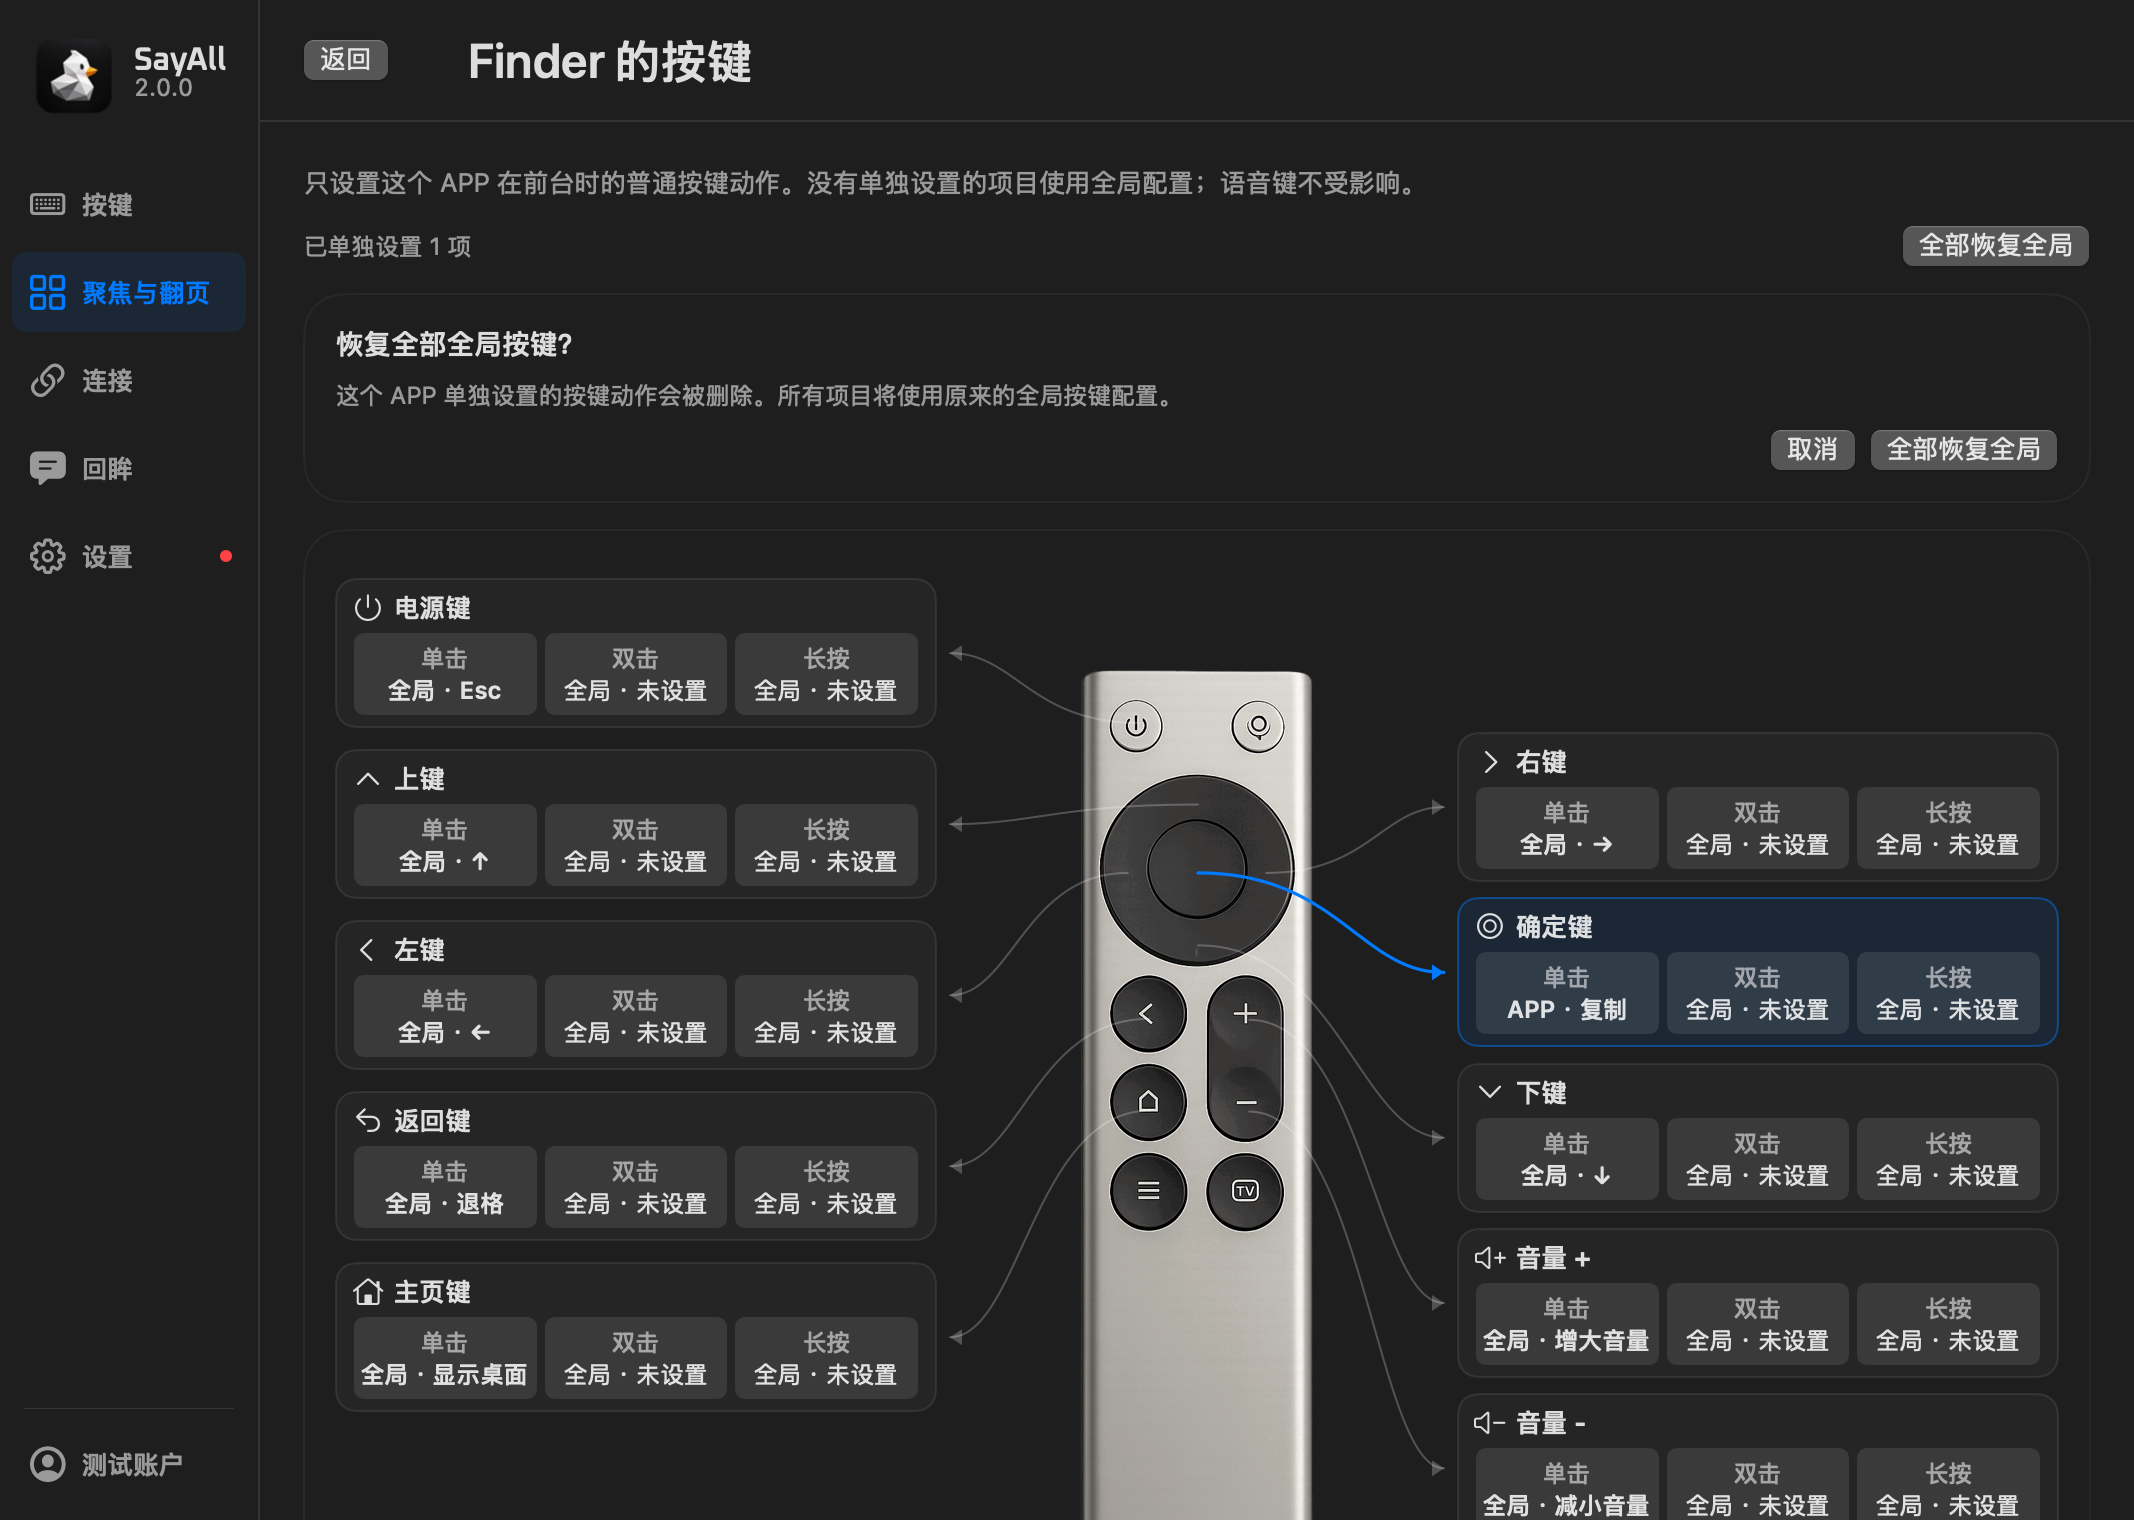 SayAll
2.0.0
按键
聚焦与翻页
连接
回眸
设置
测试账户
返回
Finder 的按键
只设置这个 APP 在前台时的普通按键动作。没有单独设置的项目使用全局配置；语音键不受影响。
已单独设置 1 项
全部恢复全局
恢复全部全局按键?
这个 APP 单独设置的按键动作会被删除。所有项目将使用原来的全局按键配置。
取消
全部恢复全局
电源键
单击
全局 · Esc
双击
全局 · 未设置
长按
全局 · 未设置
上键
单击
全局 · ↑
双击
全局 · 未设置
长按
全局 · 未设置
左键
单击
全局 · ←
双击
全局 · 未设置
长按
全局 · 未设置
返回键
单击
全局 · 退格
双击
全局 · 未设置
长按
全局 · 未设置
主页键
单击
全局 · 显示桌面
双击
全局 · 未设置
长按
全局 · 未设置
TV
右键
单击
全局 · →
双击
全局 · 未设置
长按
全局 · 未设置
确定键
单击
APP · 复制
双击
全局 · 未设置
长按
全局 · 未设置
下键
单击
全局 · ↓
双击
全局 · 未设置
长按
全局 · 未设置
音量 +
单击
全局 · 增大音量
双击
全局 · 未设置
长按
全局 · 未设置
音量 -
单击
全局 · 减小音量
双击
全局 · 未设置
长按
全局 · 未设置